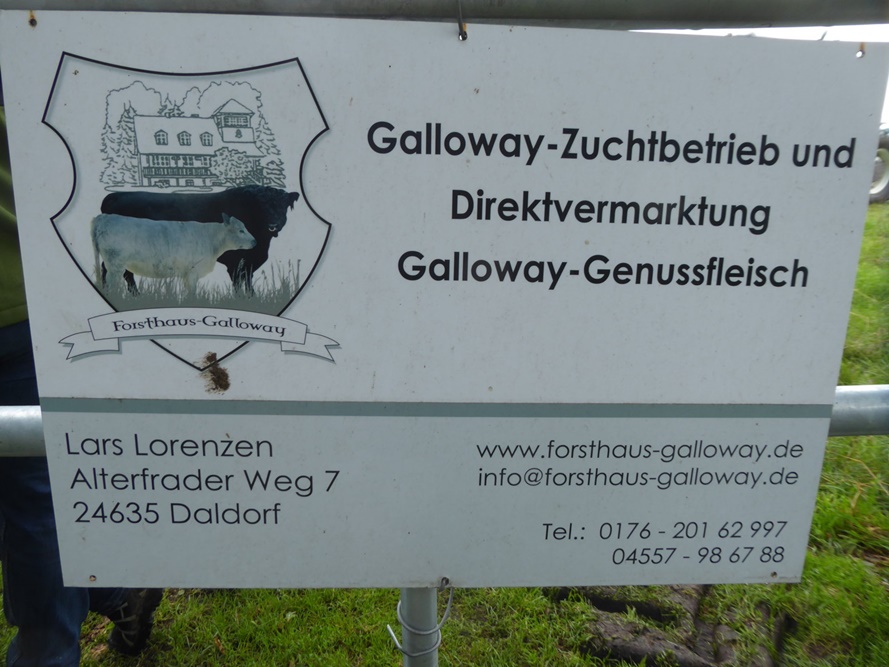 Galloway-Zuchtbetrieb und
Direktvermarktung
Galloway-Genussfleisch
Forsthaus-Galloway
Lars Lorenzen
Alterfrader Weg 7
24635 Daldorf
www.forsthaus-galloway.de
info@forsthaus-galloway.de
Tel.: 0176 - 201 62 997
04557 - 98 67 88